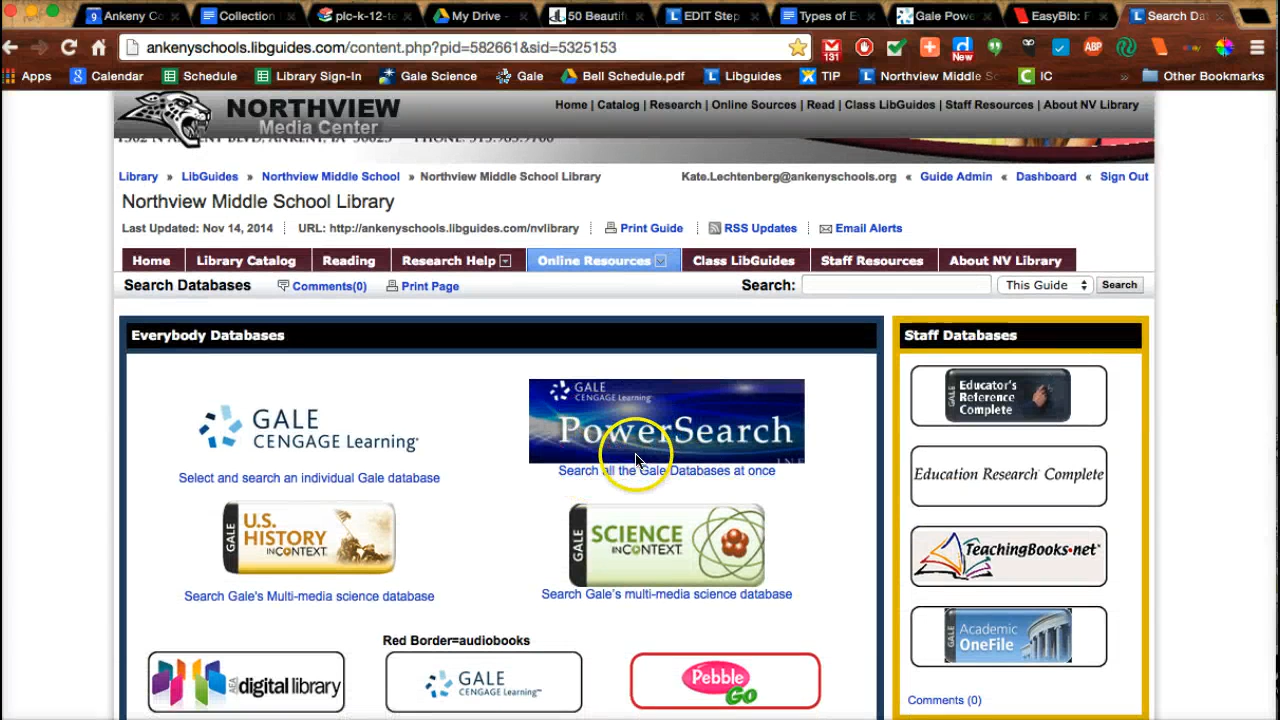 Ankeny Co
Collection
plc-k-12-te
My Drive -
50 Beautif
EDIT Step
Types of E
Gale Powe
EasyBib: F
Search Da
ankenyschools.libguides.com/content.php?pid=582661&sid=5325153
131
ABP
New
Apps
Calendar
Schedule
Library Sign-In
Gale Science
Gale
Bell Schedule.pdf
Libguides
TIP
Northview Middle Sc
IC
»
Other Bookmarks
NORTHVIEW
Media Center
Home | Catalog | Research | Online Sources | Read | Class LibGuides | Staff Resources | About NV Library
Library » LibGuides » Northview Middle School » Northview Middle School Library
Kate.Lechtenberg@ankenyschools.org « Guide Admin « Dashboard « Sign Out
Northview Middle School Library
Last Updated: Nov 14, 2014 URL: http://ankenyschools.libguides.com/nvlibrary Print Guide RSS Updates Email Alerts
Home Library Catalog Reading Research Help Online Resources Class LibGuides Staff Resources About NV Library
Search Databases Comments(0) Print Page Search: This Guide Search
Everybody Databases
GALE
CENGAGE Learning
Select and search an individual Gale database
GALE
CENGAGE Learning
PowerSearch
Search all the Gale Databases at once
GALE
U.S.
HISTORY
IN CONTEXT
Search Gale's Multi-media science database
GALE
SCIENCE
IN CONTEXT
Search Gale's multi-media science database
Red Border=audiobooks
AEA digital library
GALE
CENGAGE Learning
Pebble
Go
Staff Databases
GALE
Educator's
Reference
Complete
Education Research Complete
TeachingBooks.net
GALE
Academic
OneFile
Comments (0)